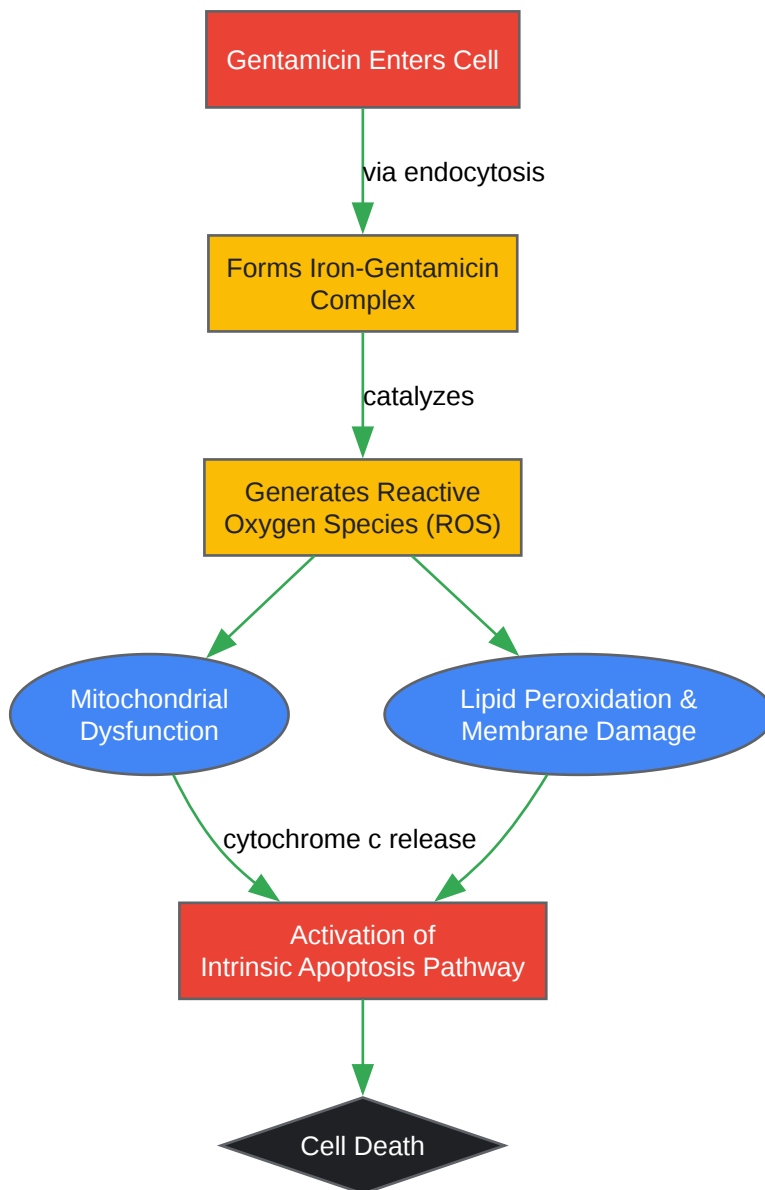 Gentamicin Enters Cell
via endocytosis
Forms Iron-Gentamicin
Complex
catalyzes
Generates Reactive
Oxygen Species (ROS)
Mitochondrial
Dysfunction
Lipid Peroxidation &
Membrane Damage
cytochrome c release
Activation of
Intrinsic Apoptosis Pathway
Cell Death